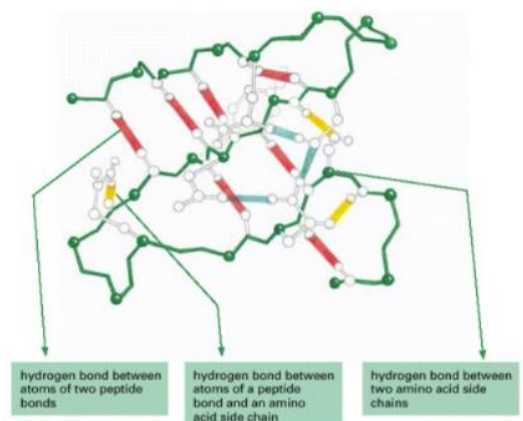 hydrogen bond between
atoms of two peptide
bonds
hydrogen bond between
atoms of a peptide
bond and an amino
acid side chain
hydrogen bond between
two amino acid side
chains